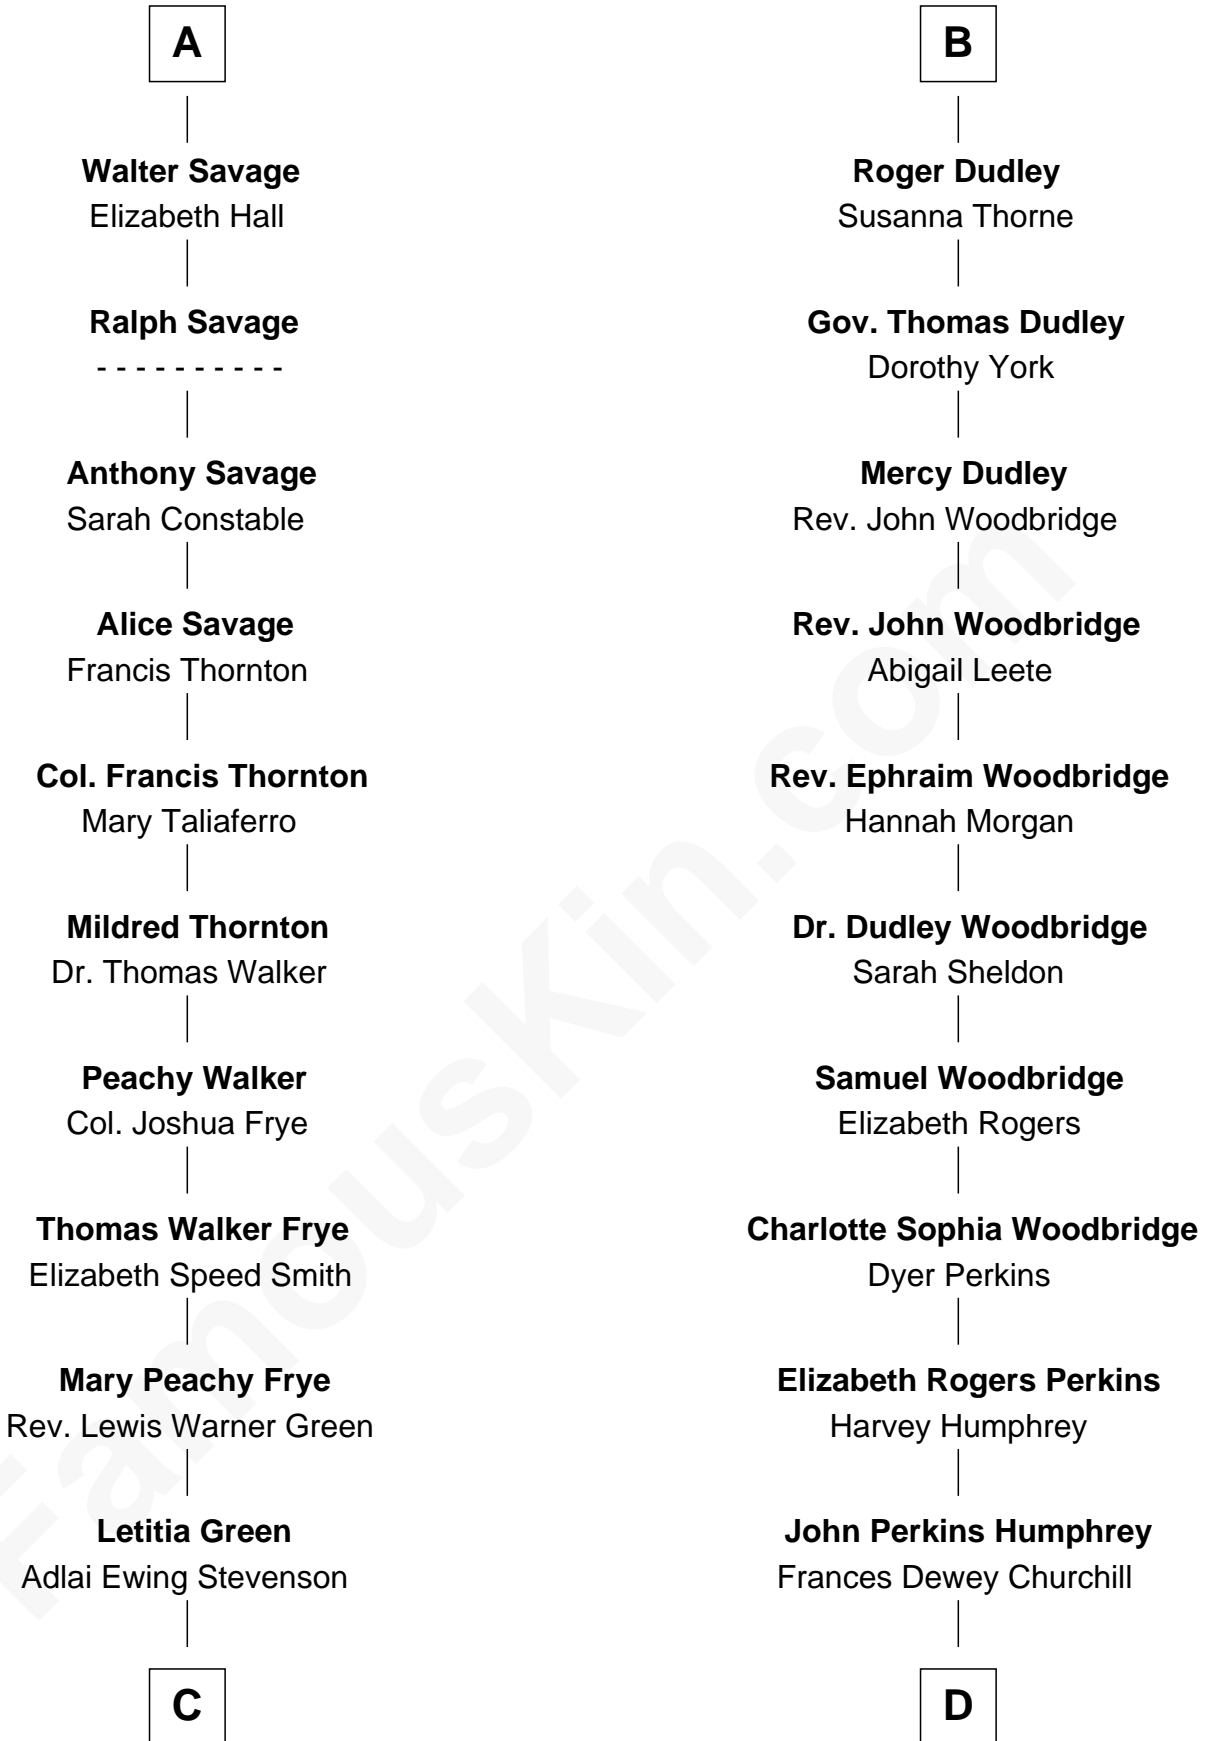 A
Walter Savage
Elizabeth Hall
Ralph Savage
- - - - - - - - - -
Anthony Savage
Sarah Constable
Alice Savage
Francis Thornton
Col. Francis Thornton
Mary Taliaferro
Mildred Thornton
Dr. Thomas Walker
Peachy Walker
Col. Joshua Frye
Thomas Walker Frye
Elizabeth Speed Smith
Mary Peachy Frye
Rev. Lewis Warner Green
Letitia Green
Adlai Ewing Stevenson
C
B
Roger Dudley
Susanna Thorne
Gov. Thomas Dudley
Dorothy York
Mercy Dudley
Rev. John Woodbridge
Rev. John Woodbridge
Abigail Leete
Rev. Ephraim Woodbridge
Hannah Morgan
Dr. Dudley Woodbridge
Sarah Sheldon
Samuel Woodbridge
Elizabeth Rogers
Charlotte Sophia Woodbridge
Dyer Perkins
Elizabeth Rogers Perkins
Harvey Humphrey
John Perkins Humphrey
Frances Dewey Churchill
D
FamousKin.com